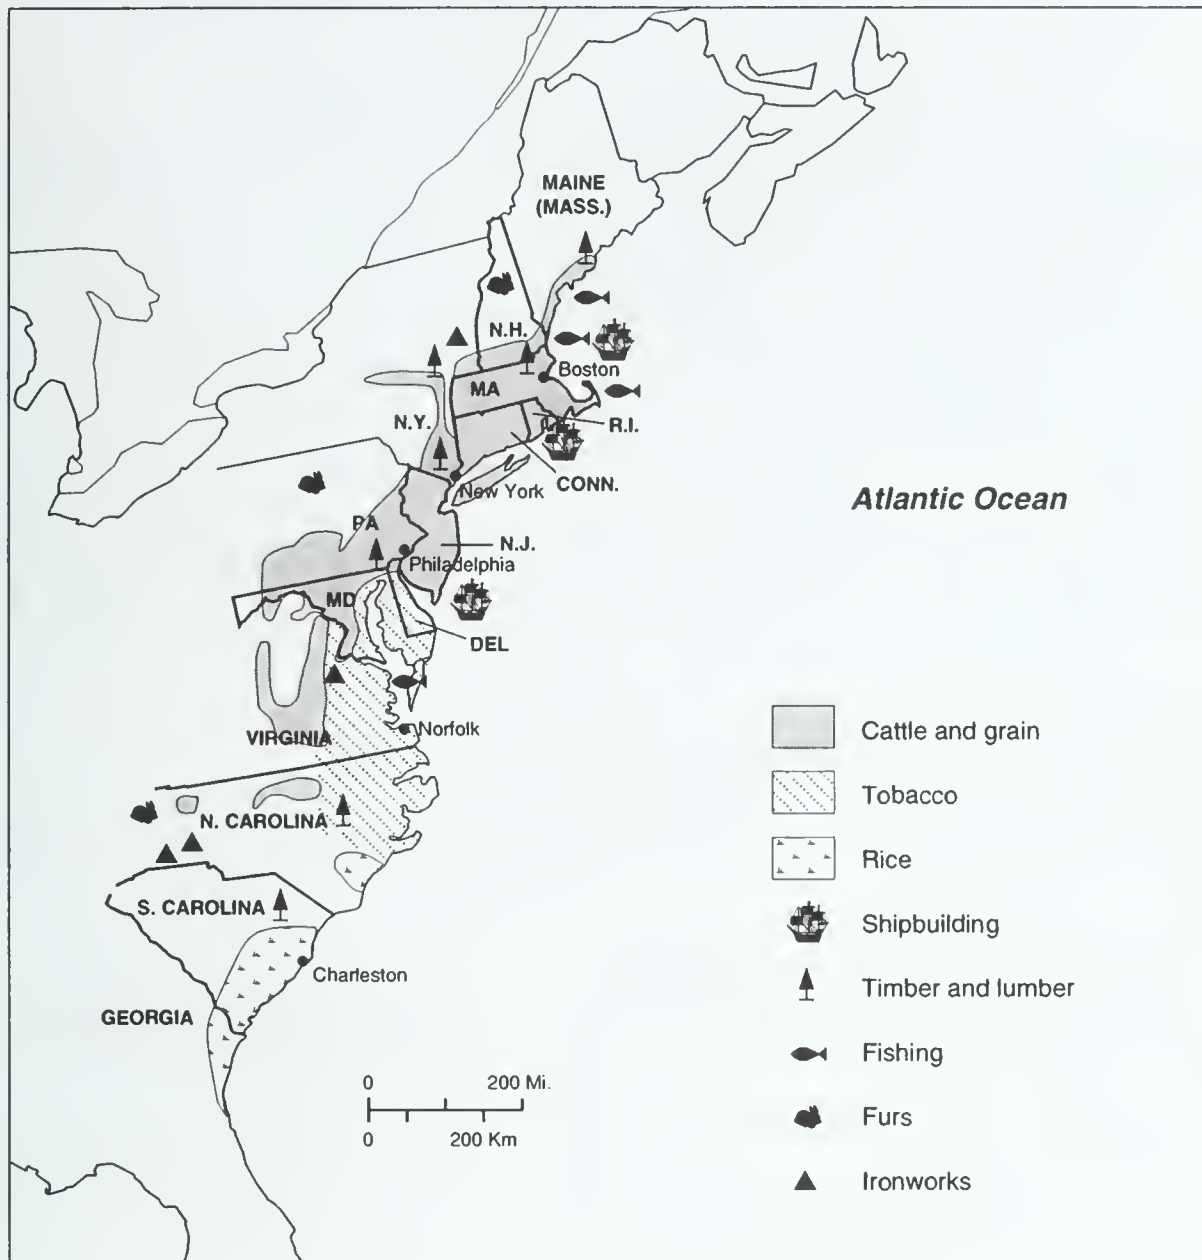 MAINE
(MASS.)
N.H.
Boston
MA
R.I.
N.Y.
CONN.
New York
PA
N.J.
Philadelphia
MD
DEL
Norfolk
VIRGINIA
N. CAROLINA
S. CAROLINA
Charleston
GEORGIA
Atlantic Ocean
Cattle and grain
Tobacco
Rice
Shipbuilding
Timber and lumber
Fishing
Furs
Ironworks
0 200 Mi.
0 200 Km